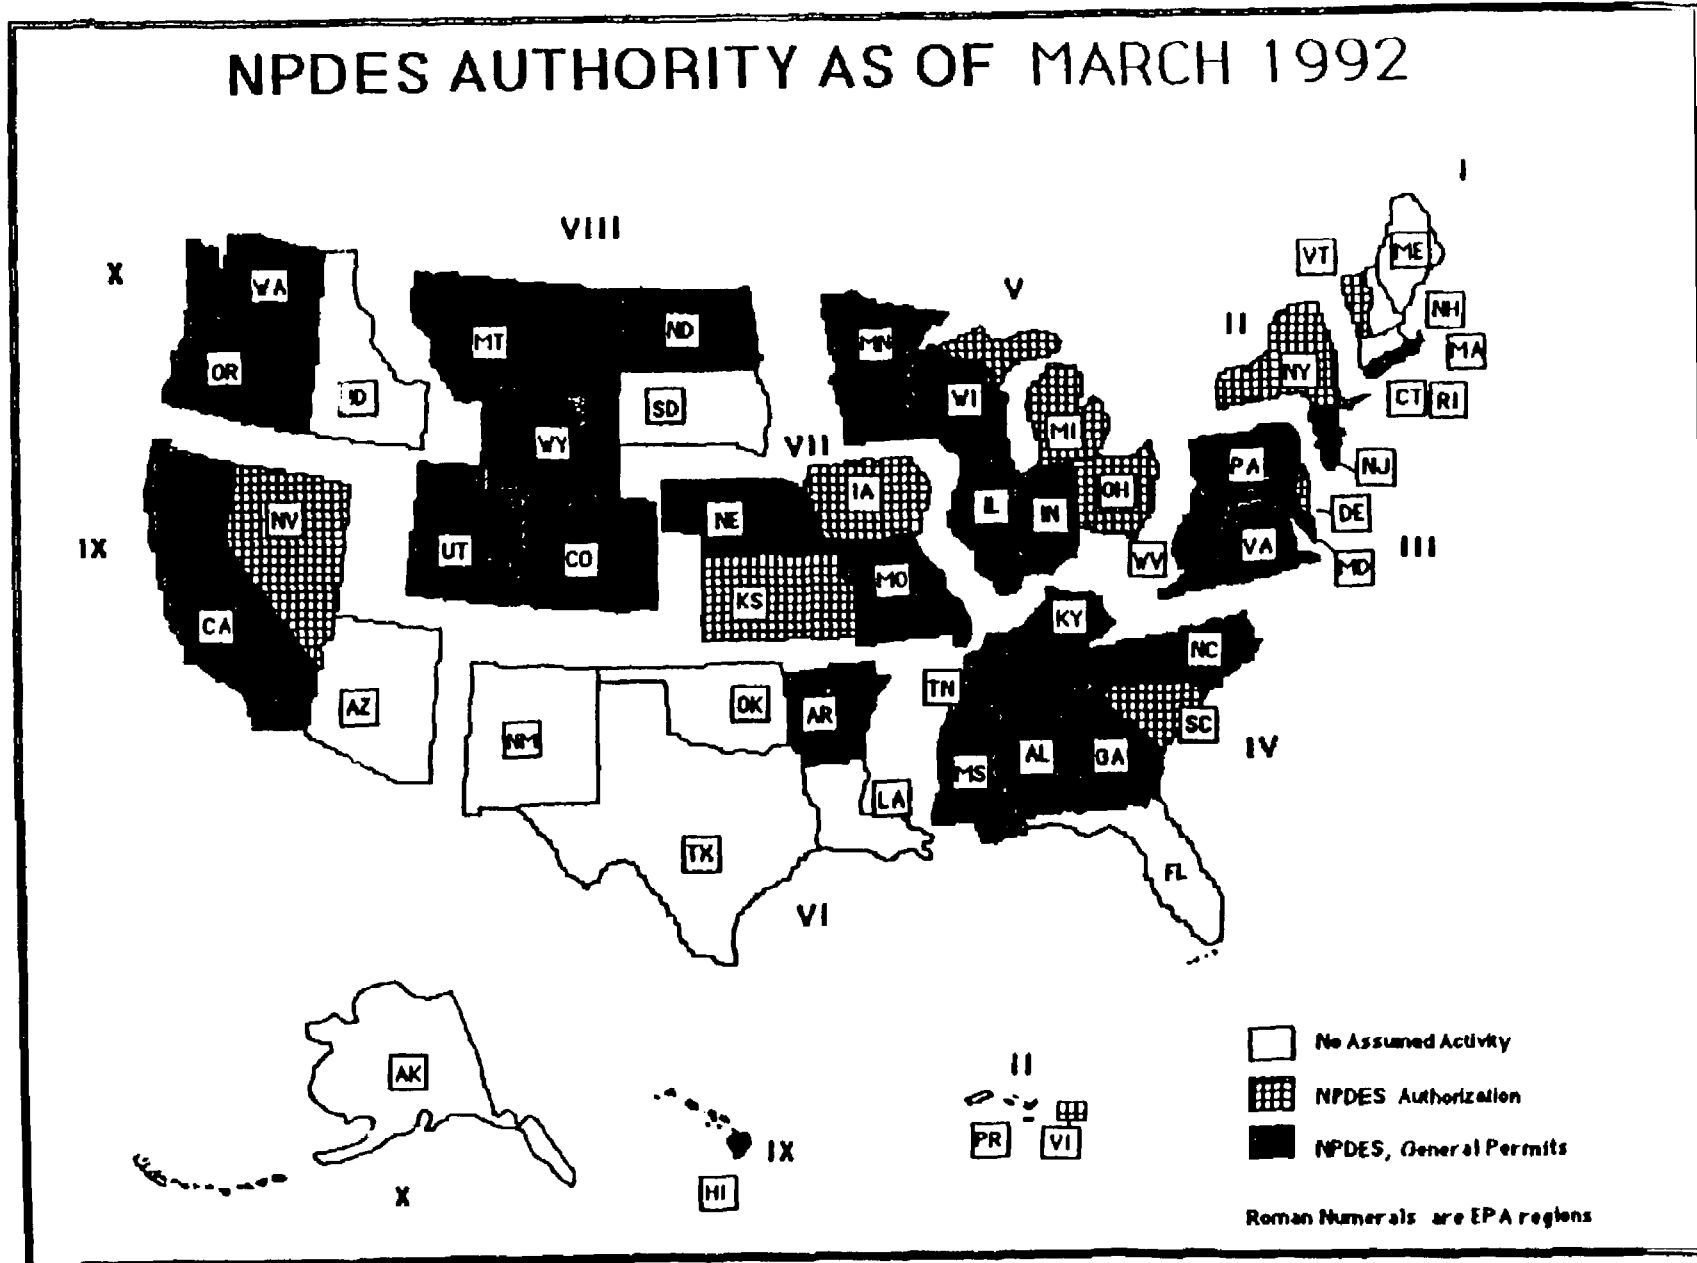 NPDES AUTHORITY AS OF MARCH 1992
I
VIII
X
V
II
VT
ME
WA
NH
MT
ND
MN
MA
OR
NY
ID
SD
WI
CT
RI
WY
VII
MI
PA
NJ
IA
OH
IL
IN
NV
NE
DE
IX
UT
CO
VA
III
WV
MD
MO
KS
KY
CA
NC
TN
AZ
OK
AR
SC
NM
IV
AL
GA
MS
LA
TX
FL
VI
No Assumed Activity
II
AK
NPDES Authorization
PR
VI
NPDES, General Permits
IX
X
HI
Roman Numerals are EPA regions